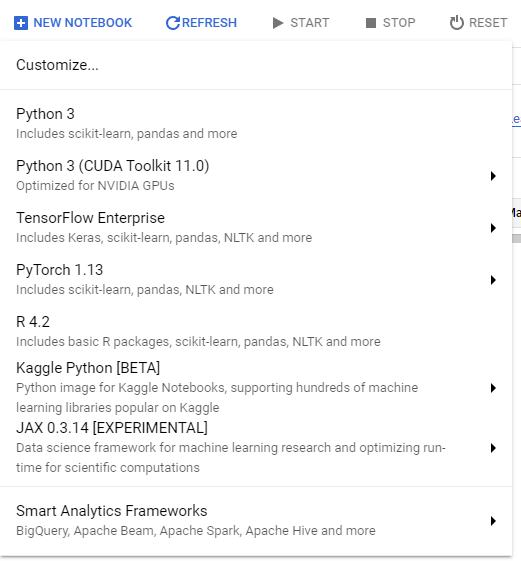 NEW NOTEBOOK REFRESH START STOP RESET
Customize...
Python 3
Includes scikit-learn, pandas and more
Python 3 (CUDA Toolkit 11.0)
Optimized for NVIDIA GPUs
TensorFlow Enterprise
Includes Keras, scikit-learn, pandas, NLTK and more
PyTorch 1.13
Includes scikit-learn, pandas, NLTK and more
R 4.2
Includes basic R packages, scikit-learn, pandas, NLTK and more
Kaggle Python [BETA]
Python image for Kaggle Notebooks, supporting hundreds of machine
learning libraries popular on Kaggle
JAX 0.3.14 [EXPERIMENTAL]
Data science framework for machine learning research and optimizing run-
time for scientific computations
Smart Analytics Frameworks
BigQuery, Apache Beam, Apache Spark, Apache Hive and more